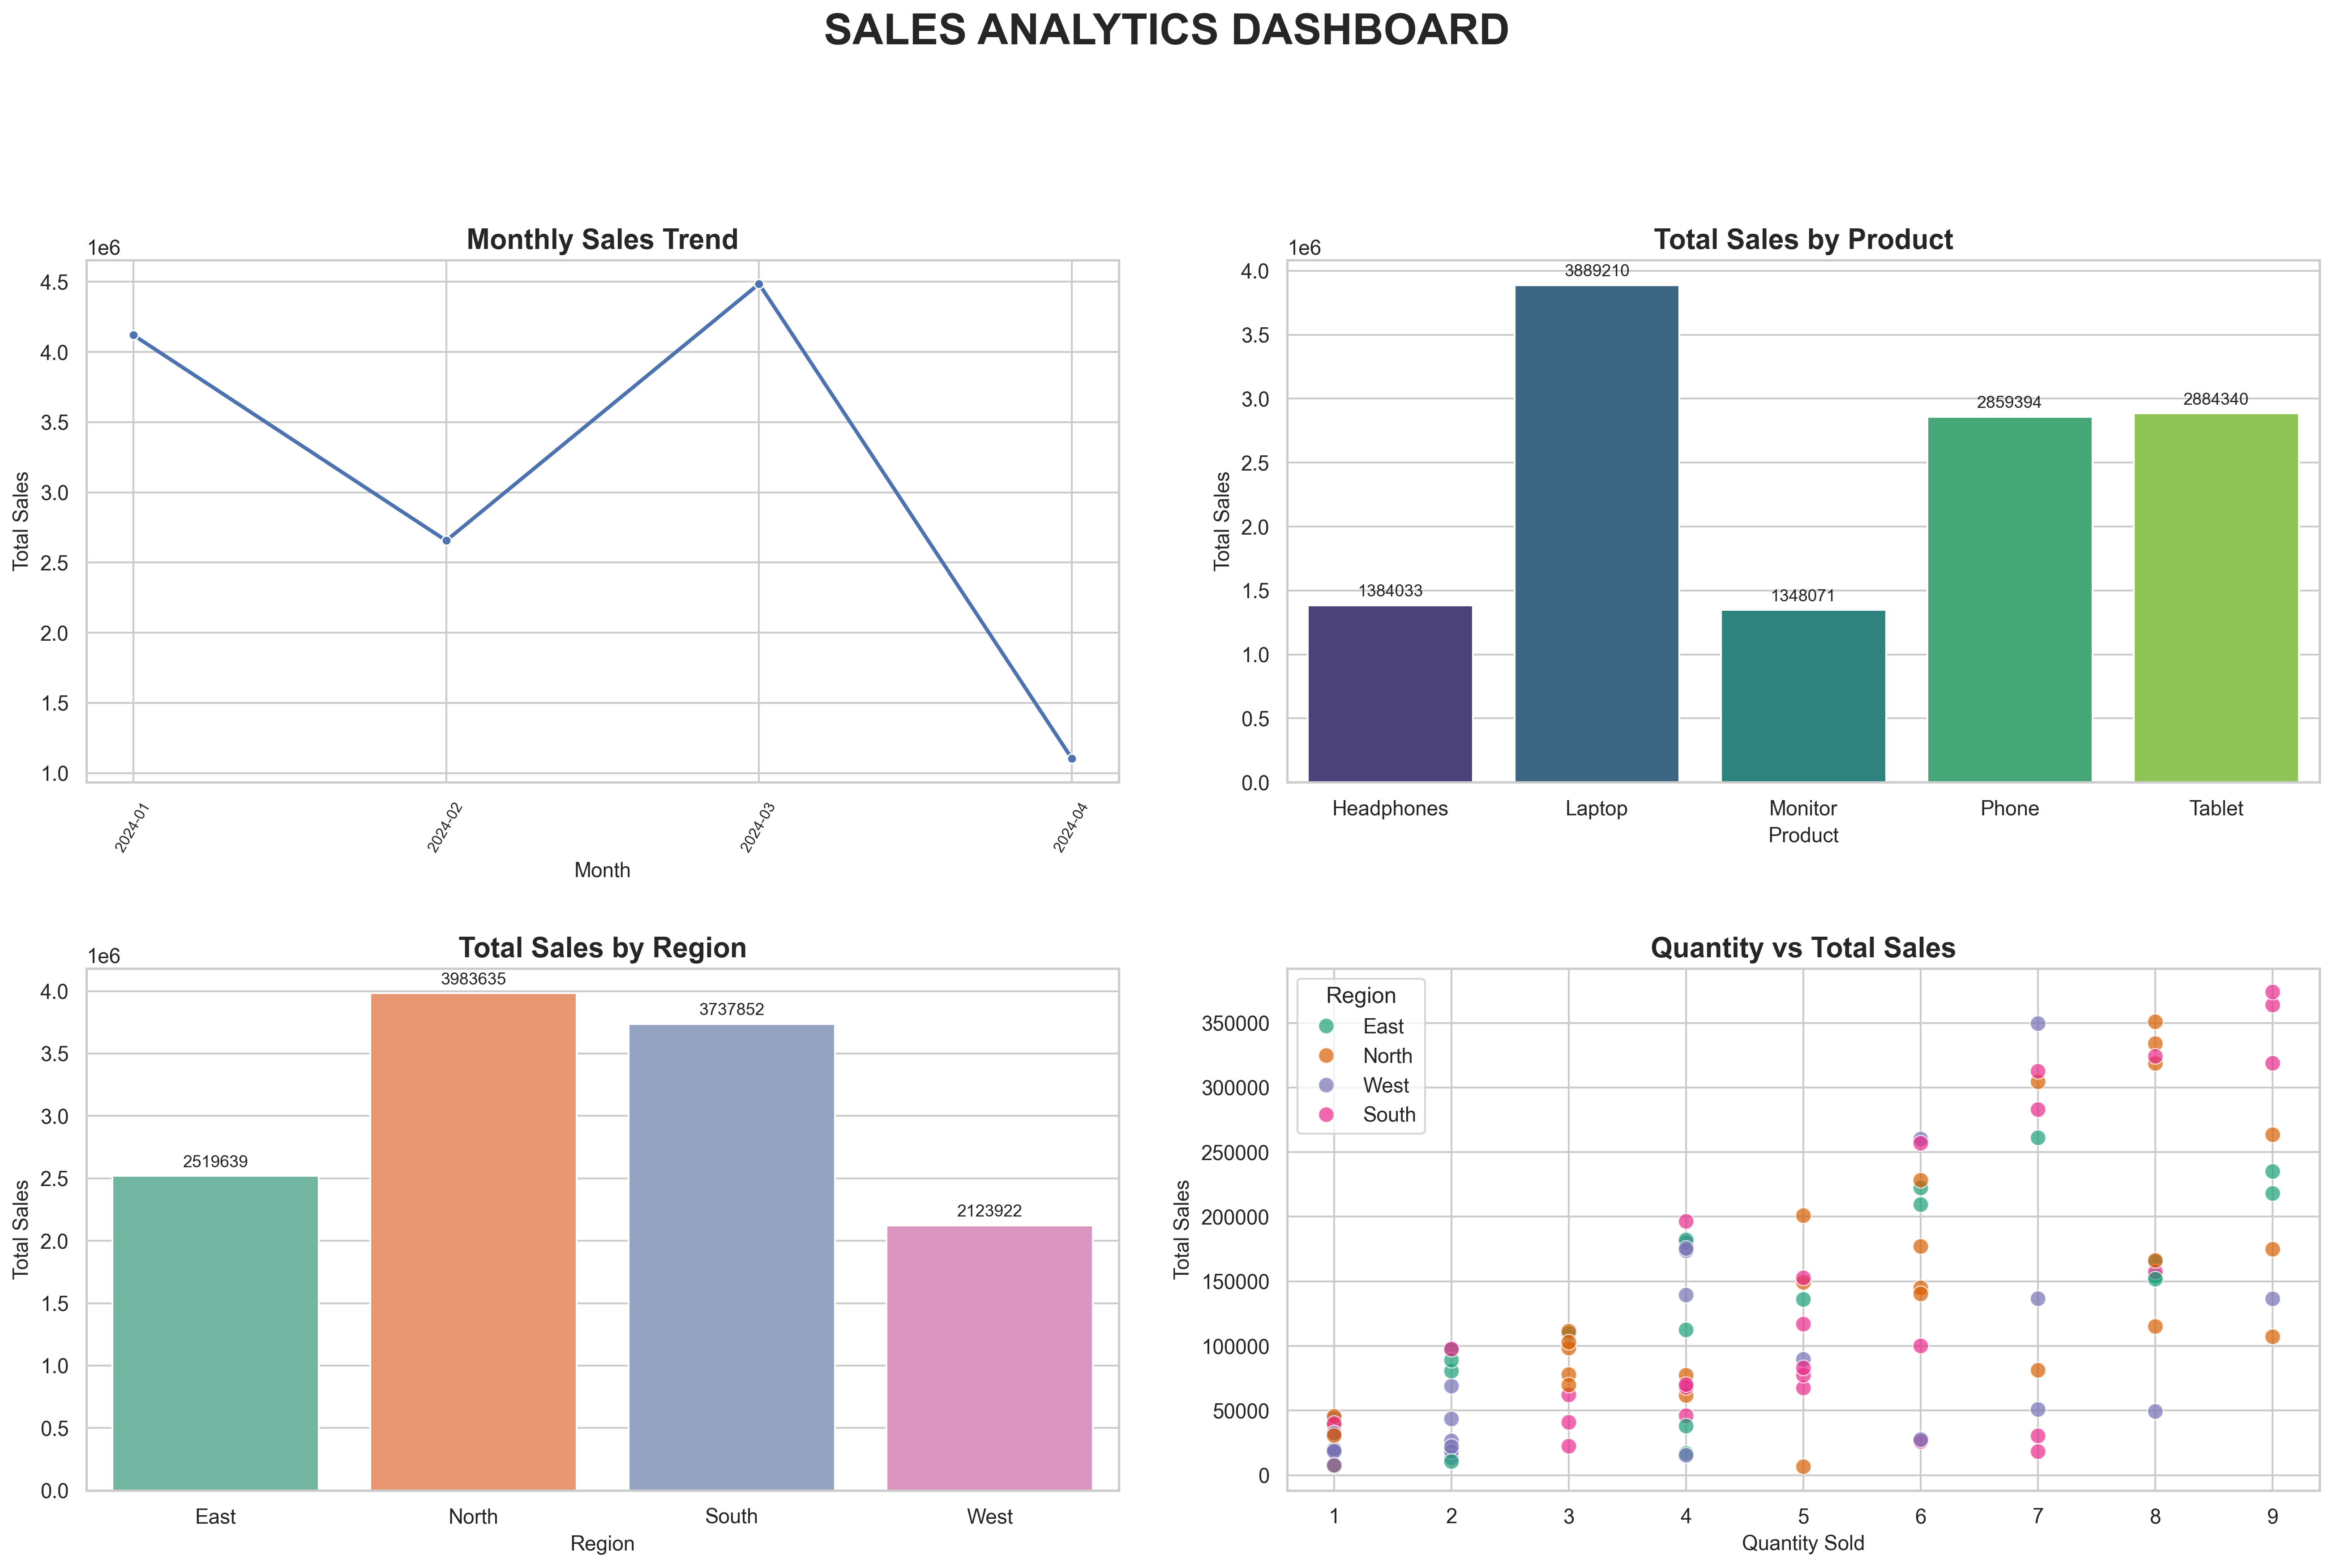 SALES ANALYTICS DASHBOARD
Monthly Sales Trend
1e6
4.5
4.0
3.5
3.0
2.5
2.0
1.5
1.0
Total Sales
2024-01
2024-02
2024-03
2024-04
Month
Total Sales by Product
1e6
4.0
3.5
3.0
2.5
2.0
1.5
1.0
0.5
0.0
Total Sales
1384033
3889210
1348071
2859394
2884340
Headphones
Laptop
Monitor
Phone
Tablet
Product
Total Sales by Region
1e6
4.0
3.5
3.0
2.5
2.0
1.5
1.0
0.5
0.0
Total Sales
2519639
3983635
3737852
2123922
East
North
South
West
Region
Quantity vs Total Sales
Region
East
North
West
South
350000
300000
250000
200000
150000
100000
50000
0
Total Sales
1
2
3
4
5
6
7
8
9
Quantity Sold